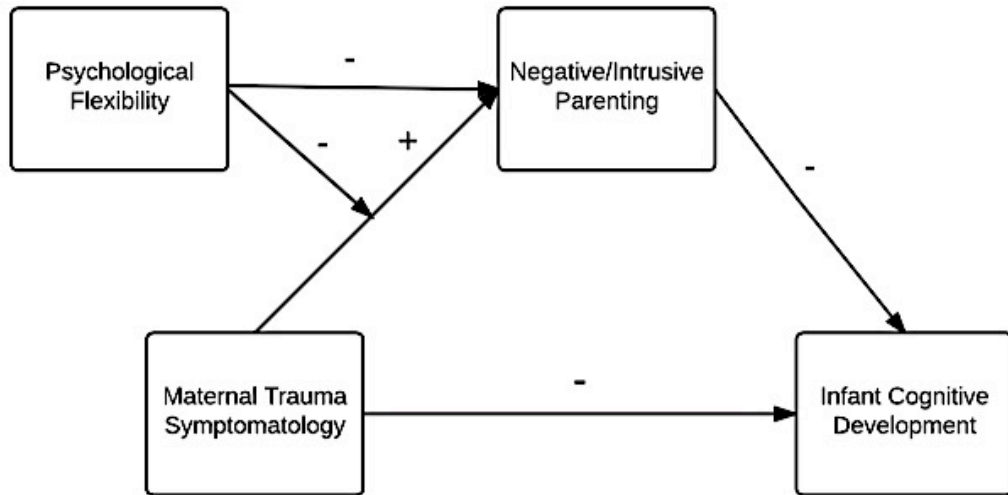 Psychological
Flexibility
-
Negative/Intrusive
Parenting
-
+
-
Maternal Trauma
Symptomatology
-
Infant Cognitive
Development